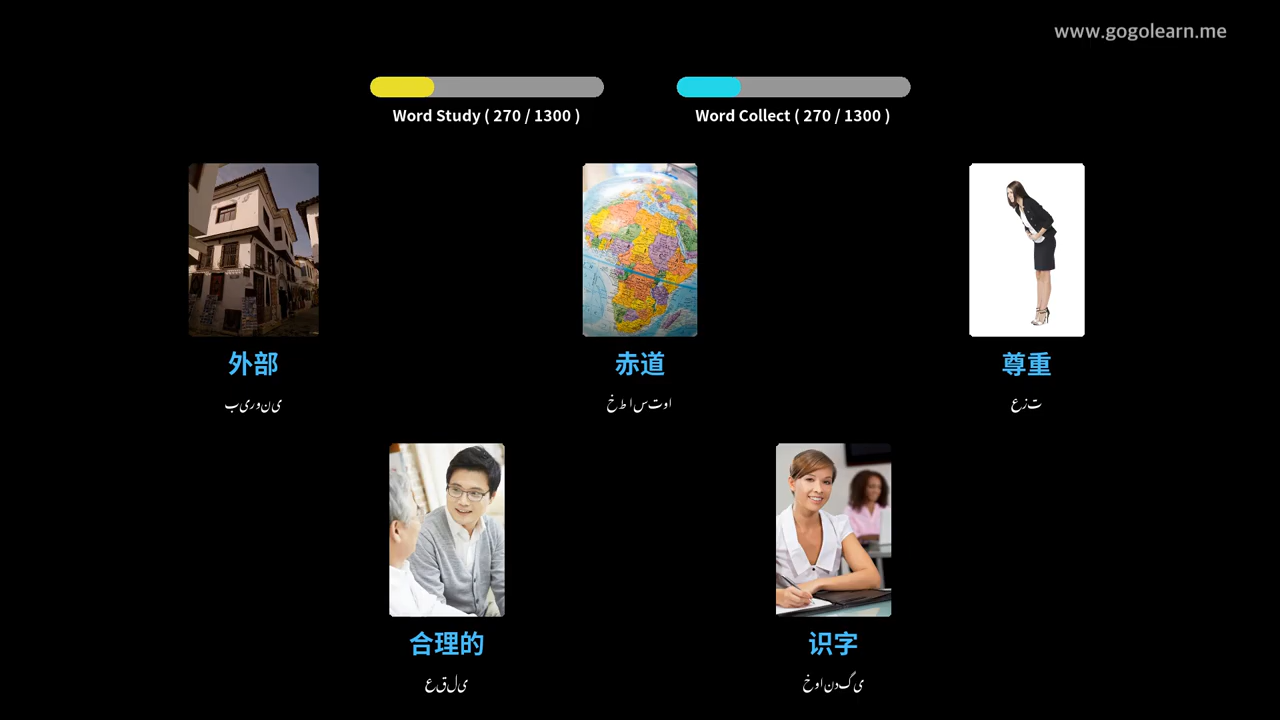 www.gogolearn.me
Word Study ( 270 / 1300 )
Word Collect ( 270 / 1300 )
外部
赤道
尊重
بیرونی
خط استوا
عزت
合理的
识字
عقلی
خواندگی